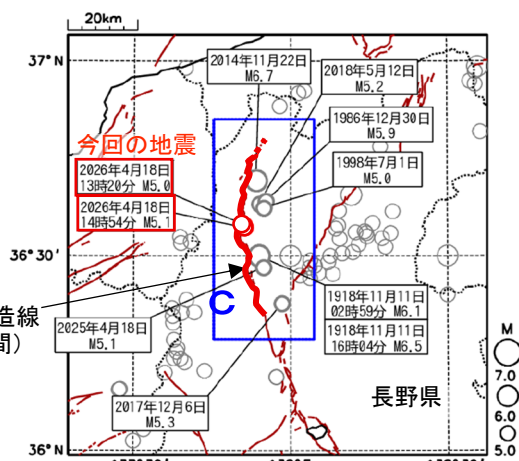 20km
37°N
2014年11月22日
M6.7
2018年5月12日
M5.2
1986年12月30日
M5.9
1998年7月1日
M5.0
今回の地震
2026年4月18日
13時20分 M5.0
2026年4月18日
14時54分 M5.1
36°30′
C
造線
間）
2025年4月18日
M5.1
1918年11月11日
02時59分 M6.1
1918年11月11日
16時04分 M6.5
2017年12月6日
M5.3
長野県
M
7.0
6.0
5.0
36°N